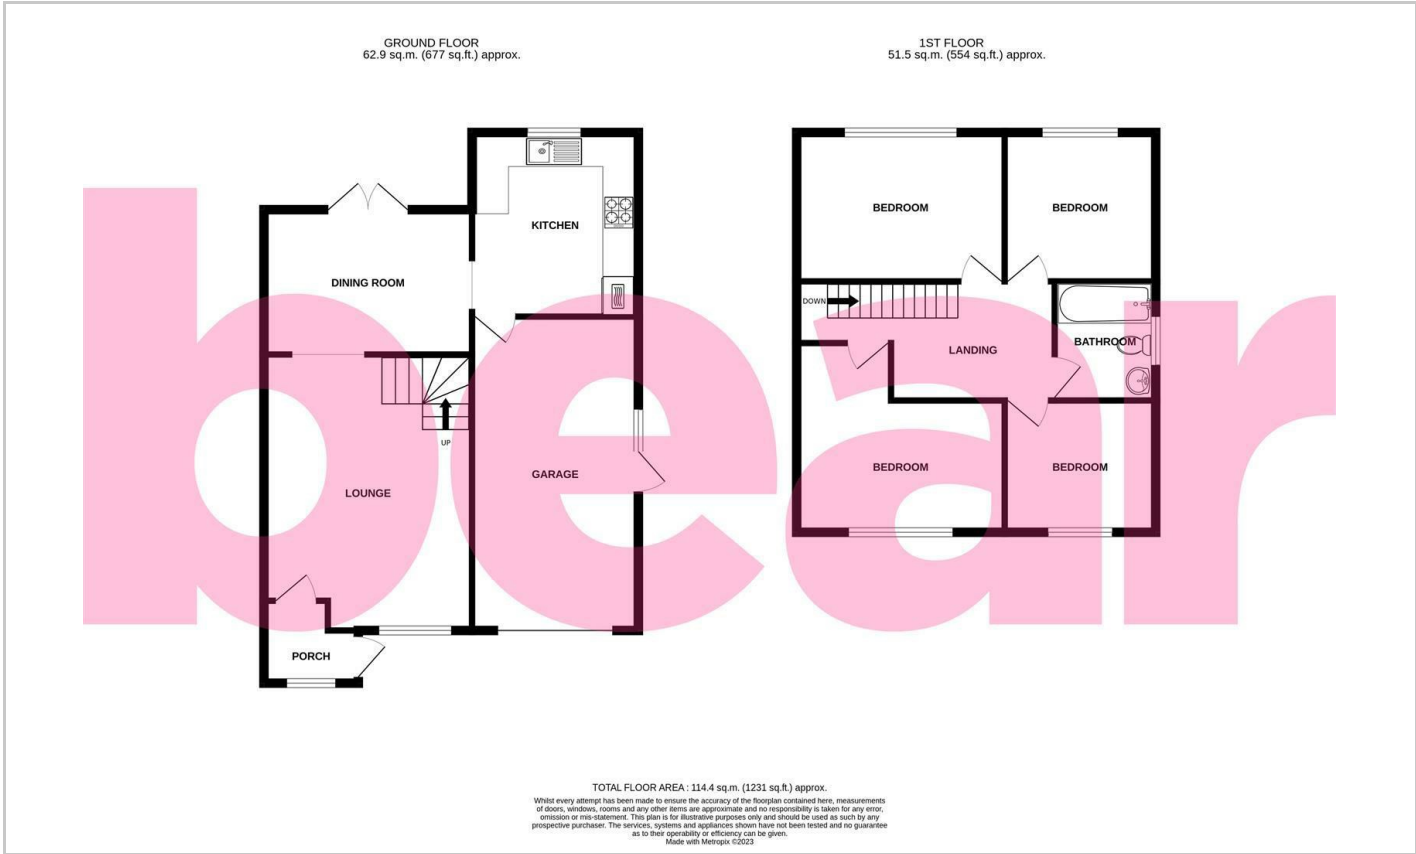 GROUND FLOOR
62.9 sq.m. (677 sq.ft.) approx.
1ST FLOOR
51.5 sq.m. (554 sq.ft.) approx.
KITCHEN
DINING ROOM
UP
LOUNGE
GARAGE
PORCH
BEDROOM
BEDROOM
DOWN
BATHROOM
LANDING
BEDROOM
BEDROOM
bear
TOTAL FLOOR AREA : 114.4 sq.m. (1231 sq.ft.) approx.
Whilst every attempt has been made to ensure the accuracy of the floorplan contained here, measurements
of doors, windows, rooms and any other items are approximate and no responsibility is taken for any error,
omission or mis-statement. This plan is for illustrative purposes only and should be used as such by any
prospective purchaser. The services, systems and appliances shown have not been tested and no guarantee
as to their operability or efficiency can be given.
Made with Metropix ©2023